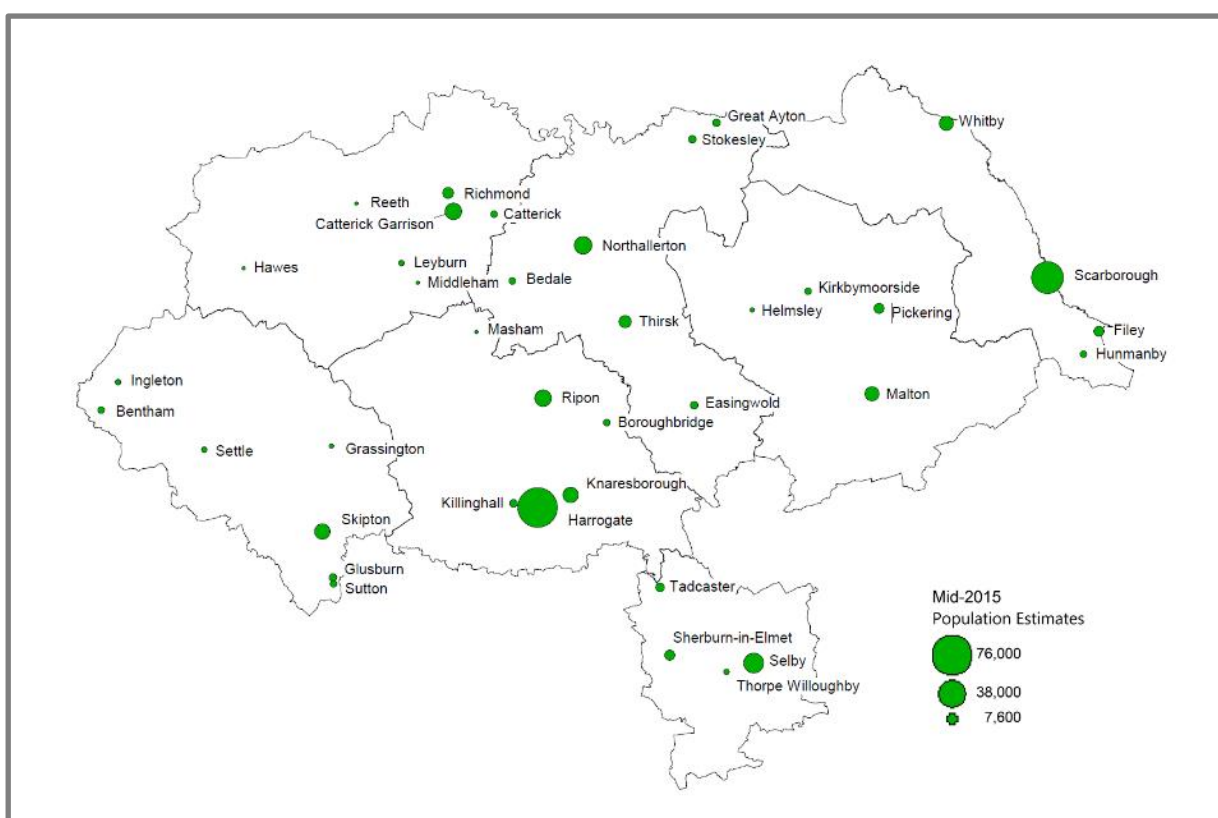 Great Ayton
Whitby
Stokesley
Reeth
Richmond
Catterick Garrison
Catterick
Northallerton
Hawes
Leyburn
Middleham
Bedale
Scarborough
Kirkbymoorside
Helmsley
Pickering
Masham
Thirsk
Filey
Hunmanby
Ingleton
Bentham
Ripon
Easingwold
Malton
Boroughbridge
Settle
Grassington
Killinghall
Knaresborough
Harrogate
Skipton
Glusburn
Sutton
Tadcaster
Sherburn-in-Elmet
Selby
Thorpe Willoughby
Mid-2015
Population Estimates
76,000
38,000
7,600